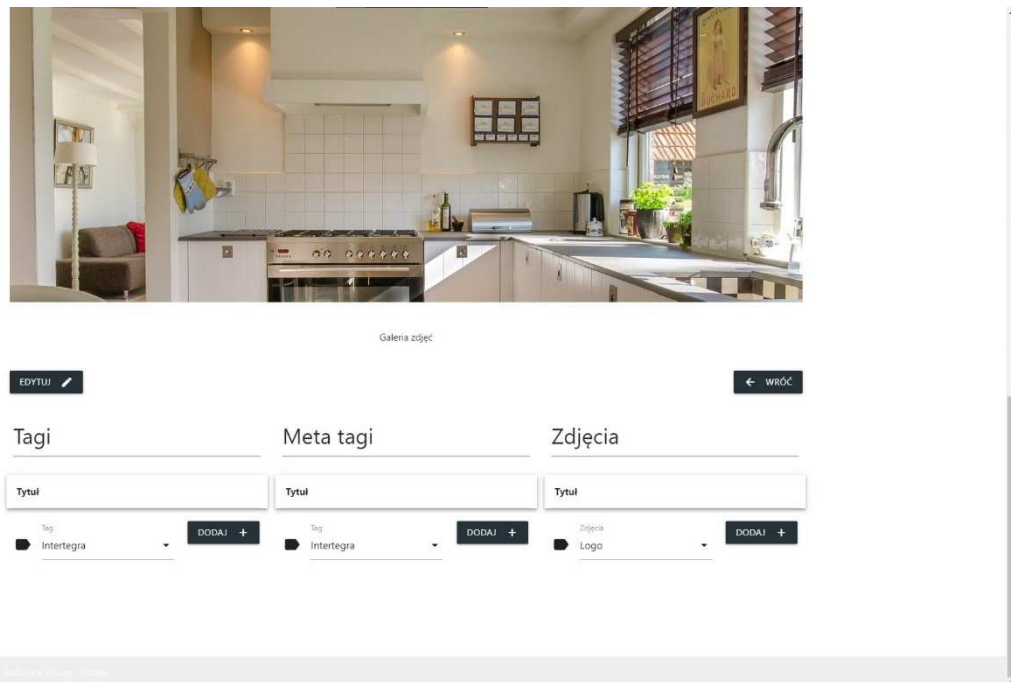 Galeria zdjęć
EDYTUJ
WRÓĆ
Tagi
Meta tagi
Zdjęcia
Tytuł
Tytuł
Tytuł
Tag
Intertegra
DODAJ +
Tag
Intertegra
DODAJ +
Zdjęcia
Logo
DODAJ +